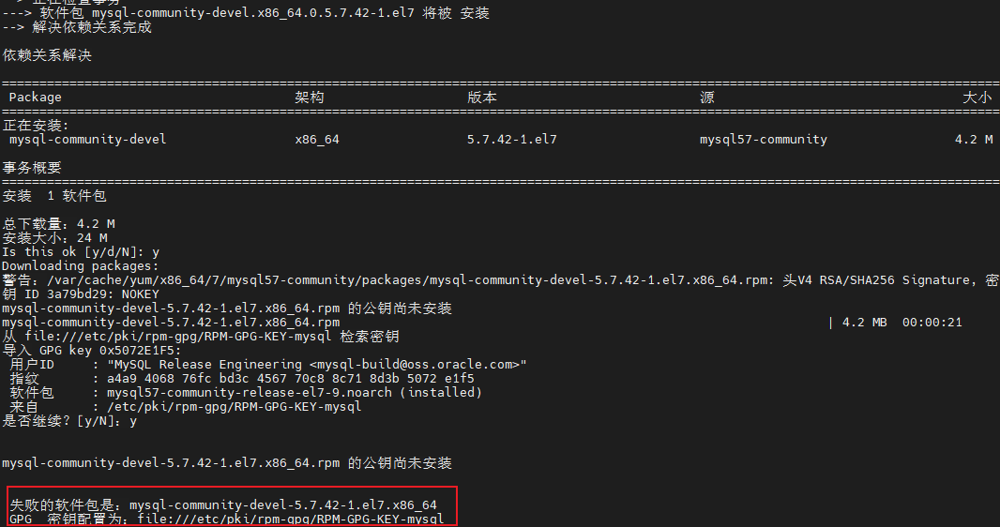 ---> 软件包 mysql-community-devel.x86_64.0.5.7.42-1.el7 将被 安装
--> 解决依赖关系完成
依赖关系解决
================================================================================
Package 架构 版本 源 大小
================================================================================
正在安装:
mysql-community-devel x86_64 5.7.42-1.el7 mysql57-community 4.2 M
事务概要
================================================================================
安装 1 软件包
总下载量：4.2 M
安装大小：24 M
Is this ok [y/d/N]: y
Downloading packages:
警告：/var/cache/yum/x86_64/7/mysql57-community/packages/mysql-community-devel-5.7.42-1.el7.x86_64.rpm: 头V4 RSA/SHA256 Signature, 密
钥 ID 3a79bd29: NOKEY
mysql-community-devel-5.7.42-1.el7.x86_64.rpm 的公钥尚未安装
mysql-community-devel-5.7.42-1.el7.x86_64.rpm | 4.2 MB 00:00:21
从 file:///etc/pki/rpm-gpg/RPM-GPG-KEY-mysql 检索密钥
导入 GPG key 0x5072E1F5:
用户ID : "MySQL Release Engineering <mysql-build@oss.oracle.com>"
指纹 : a4a9 4068 76fc bd3c 4567 70c8 8c71 8d3b 5072 e1f5
软件包 : mysql57-community-release-el7-9.noarch (installed)
来自 : /etc/pki/rpm-gpg/RPM-GPG-KEY-mysql
是否继续？[y/N]：y
mysql-community-devel-5.7.42-1.el7.x86_64.rpm 的公钥尚未安装
失败的软件包是：mysql-community-devel-5.7.42-1.el7.x86_64
GPG 密钥配置为：file:///etc/pki/rpm-gpg/RPM-GPG-KEY-mysql